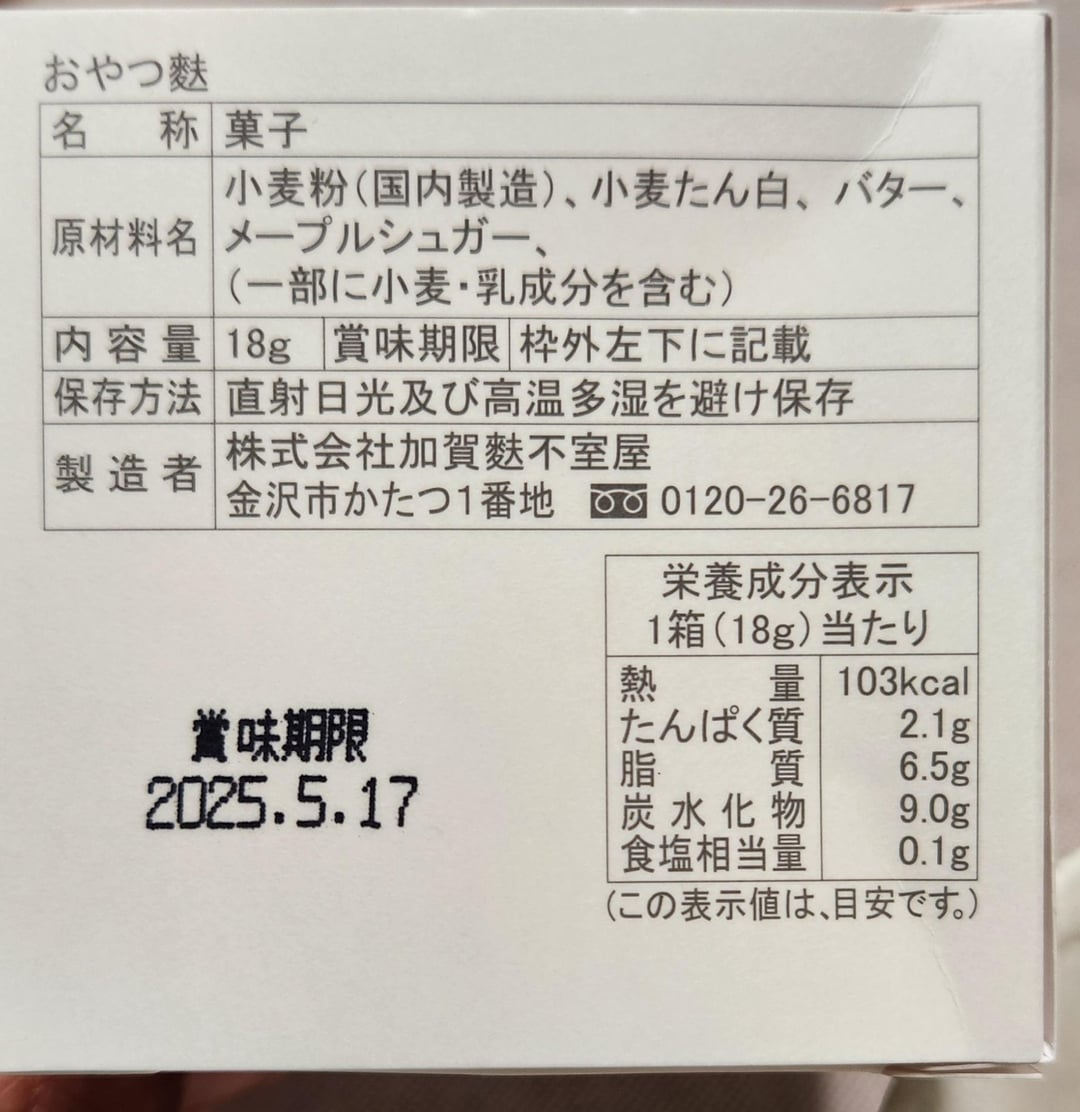 おやつ麩
名称 菓子
原材料名 小麦粉(国内製造)、小麦たん白、バター、
メープルシュガー、
(一部に小麦・乳成分を含む)
内容量 18g 賞味期限 枠外左下に記載
保存方法 直射日光及び高温多湿を避け保存
製造者 株式会社加賀麩不室屋
金沢市かたつ1番地 0120-26-6817
栄養成分表示
1箱(18g)当たり
熱量 103kcal
たんぱく質 2.1g
脂質 6.5g
炭水化物 9.0g
食塩相当量 0.1g
(この表示値は、目安です。)
賞味期限
2025.5.17